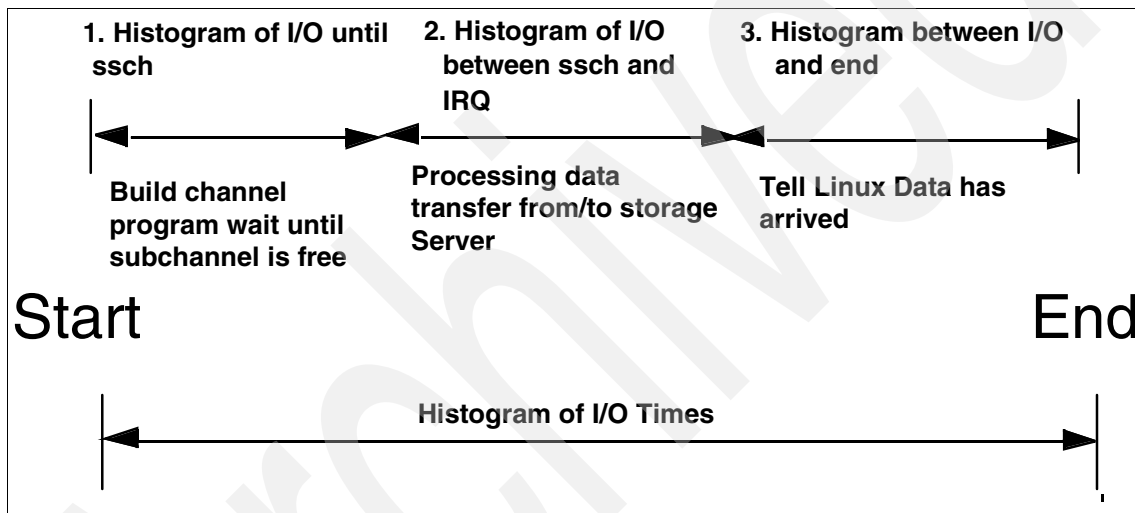 1. Histogram of I/O until
ssch
2. Histogram of I/O
between ssch and
IRQ
3. Histogram between I/O
and end
Build channel
program wait until
subchannel is free
Processing data
transfer from/to storage
Server
Tell Linux Data has
arrived
Start
End
Histogram of I/O Times